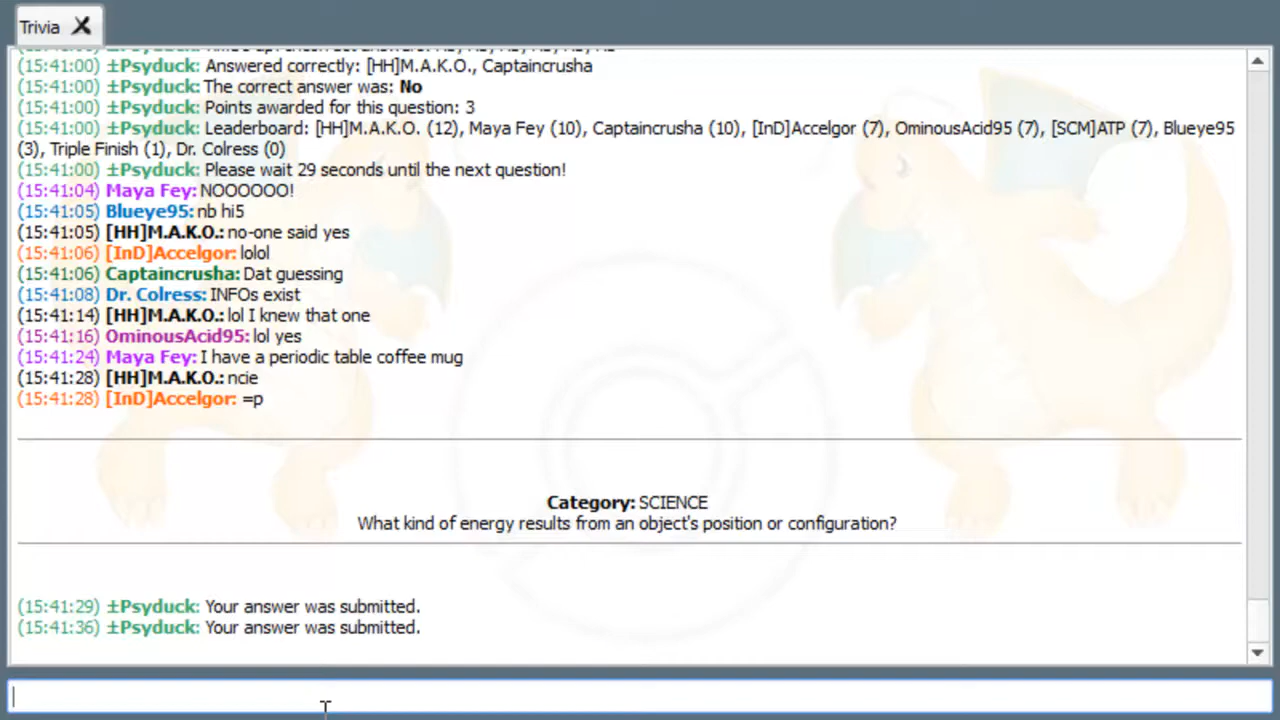 Trivia X
(15:41:00) ±Psyduck: Answered correctly: [HH]M.A.K.O., Captaincrusha
(15:41:00) ±Psyduck: The correct answer was: No
(15:41:00) ±Psyduck: Points awarded for this question: 3
(15:41:00) ±Psyduck: Leaderboard: [HH]M.A.K.O. (12), Maya Fey (10), Captaincrusha (10), [InD]Accelgor (7), OminousAcid95 (7), [SCM]ATP (7), Blueye95
(3), Triple Finish (1), Dr. Colress (0)
(15:41:00) ±Psyduck: Please wait 29 seconds until the next question!
(15:41:04) Maya Fey: NOOOOOO!
(15:41:05) Blueye95: nb hi5
(15:41:05) [HH]M.A.K.O.: no-one said yes
(15:41:06) [InD]Accelgor: lolol
(15:41:06) Captaincrusha: Dat guessing
(15:41:08) Dr. Colress: INFOs exist
(15:41:14) [HH]M.A.K.O.: lol I knew that one
(15:41:16) OminousAcid95: lol yes
(15:41:24) Maya Fey: I have a periodic table coffee mug
(15:41:28) [HH]M.A.K.O.: ncie
(15:41:28) [InD]Accelgor: =p
Category: SCIENCE
What kind of energy results from an object's position or configuration?
(15:41:29) ±Psyduck: Your answer was submitted.
(15:41:36) ±Psyduck: Your answer was submitted.